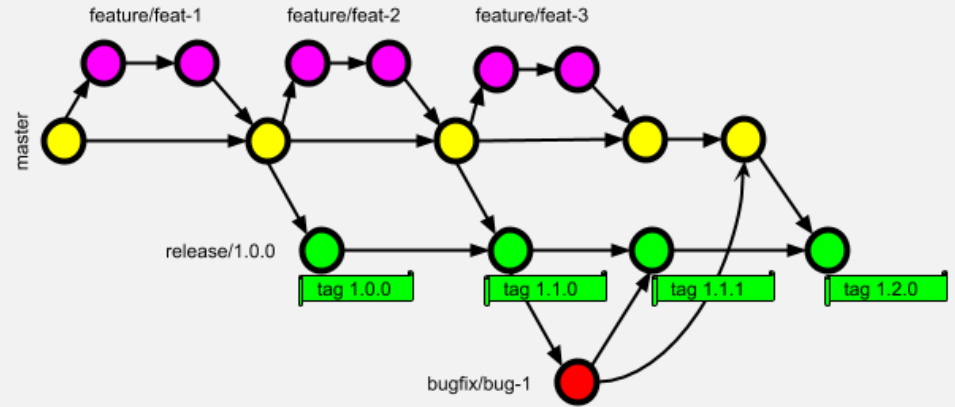 feature/feat-1
feature/feat-2
feature/feat-3
master
release/1.0.0
tag 1.0.0
tag 1.1.0
tag 1.1.1
tag 1.2.0
bugfix/bug-1